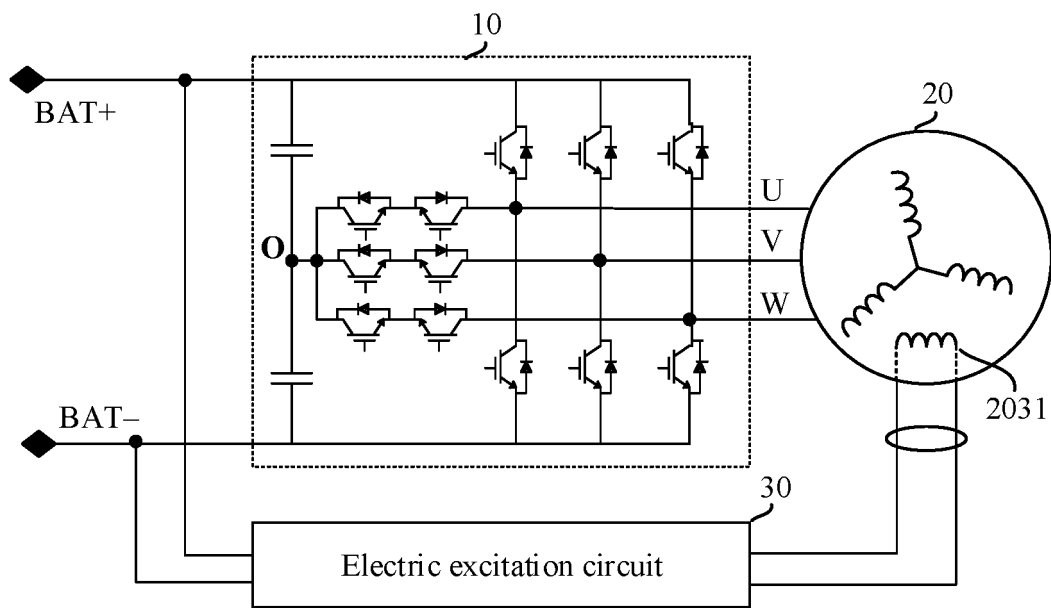 10
BAT+
20
U
O
V
W
BAT–
2031
30
Electric excitation circuit